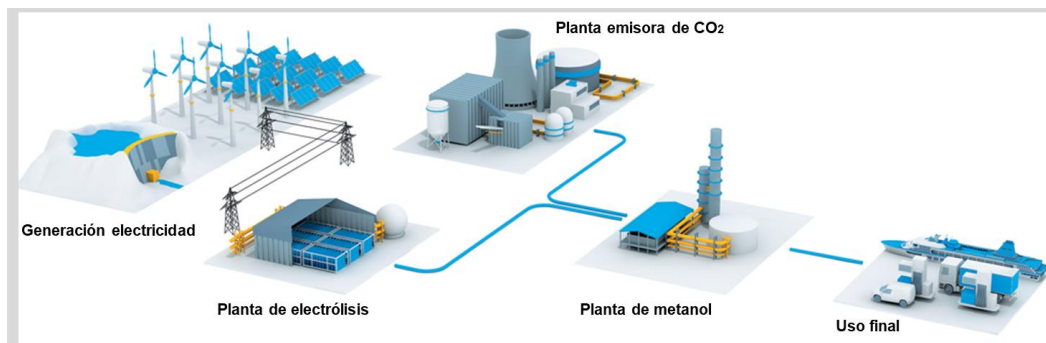 Planta emisora de CO2
Generación electricidad
Planta de electrólisis
Planta de metanol
Uso final